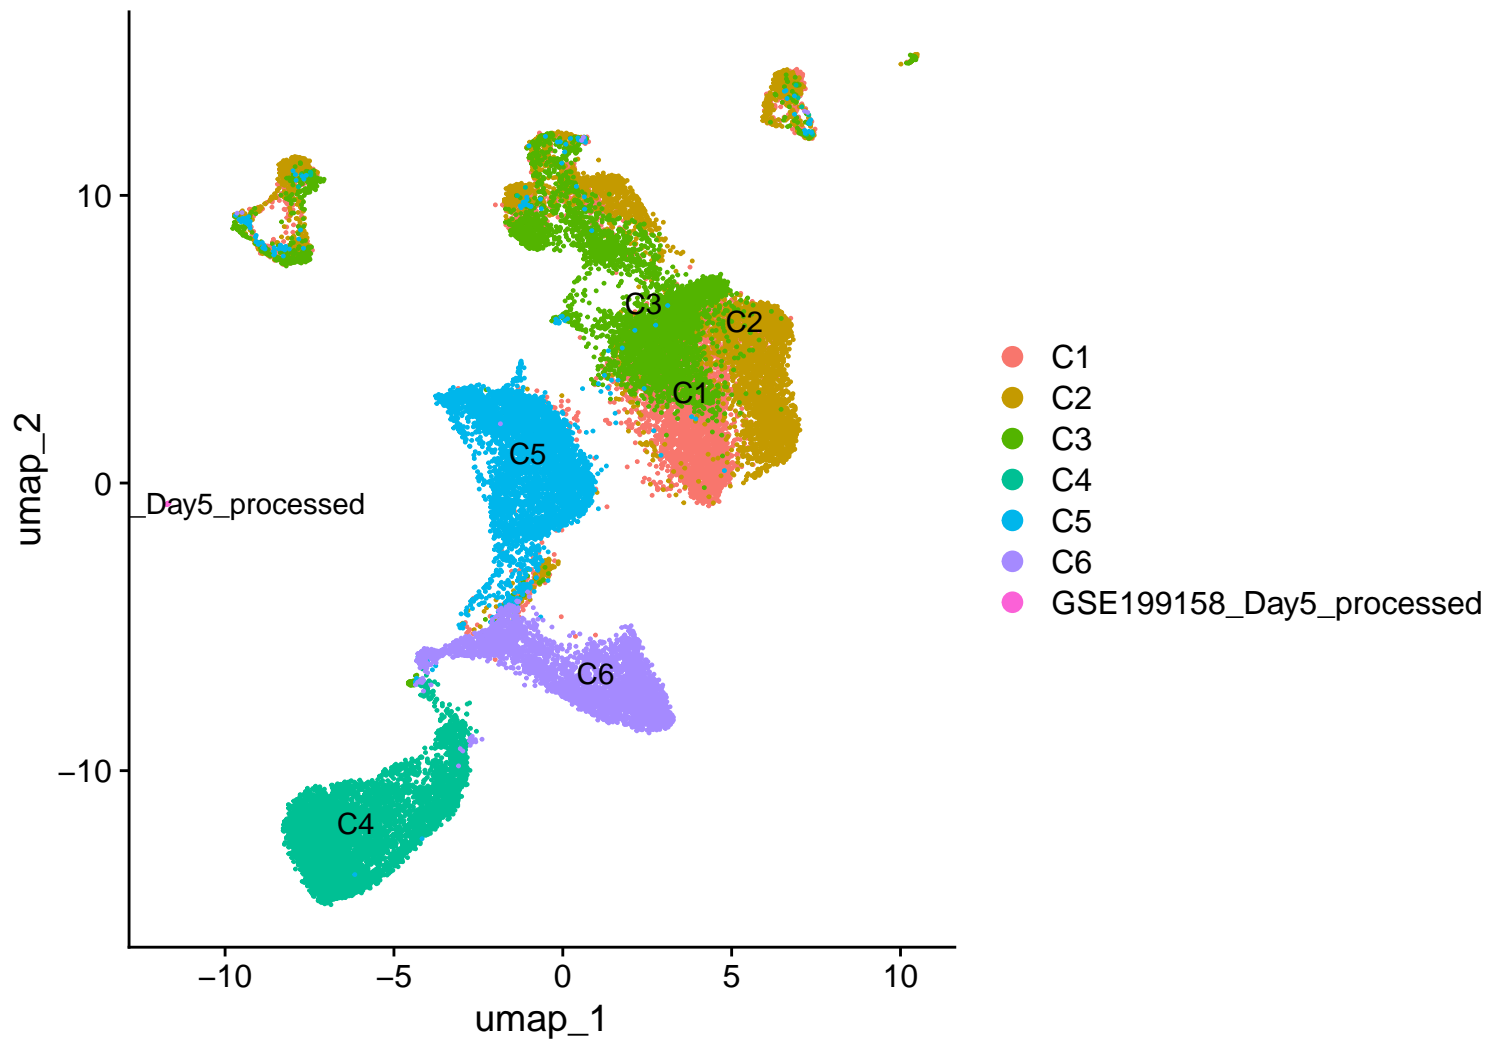 umap_2
10
0
−10
C3
C2
C1
C5
_Day5_processed
C6
C4
−10
−5
0
5
10
umap_1
C1
C2
C3
C4
C5
C6
GSE199158_Day5_processed